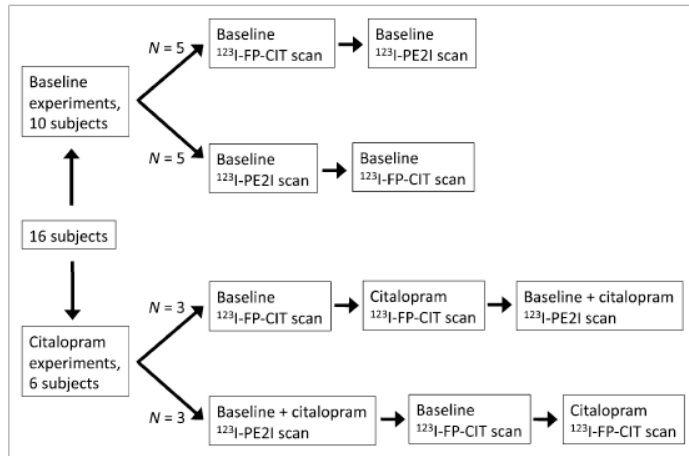 Baseline
experiments,
10 subjects
N = 5
Baseline
¹²³I-FP-CIT scan
Baseline
¹²³I-PE2I scan
N = 5
Baseline
¹²³I-PE2I scan
Baseline
¹²³I-FP-CIT scan
16 subjects
Citalopram
experiments,
6 subjects
N = 3
Baseline
¹²³I-FP-CIT scan
Citalopram
¹²³I-FP-CIT scan
Baseline + citalopram
¹²³I-PE2I scan
N = 3
Baseline + citalopram
¹²³I-PE2I scan
Baseline
¹²³I-FP-CIT scan
Citalopram
¹²³I-FP-CIT scan